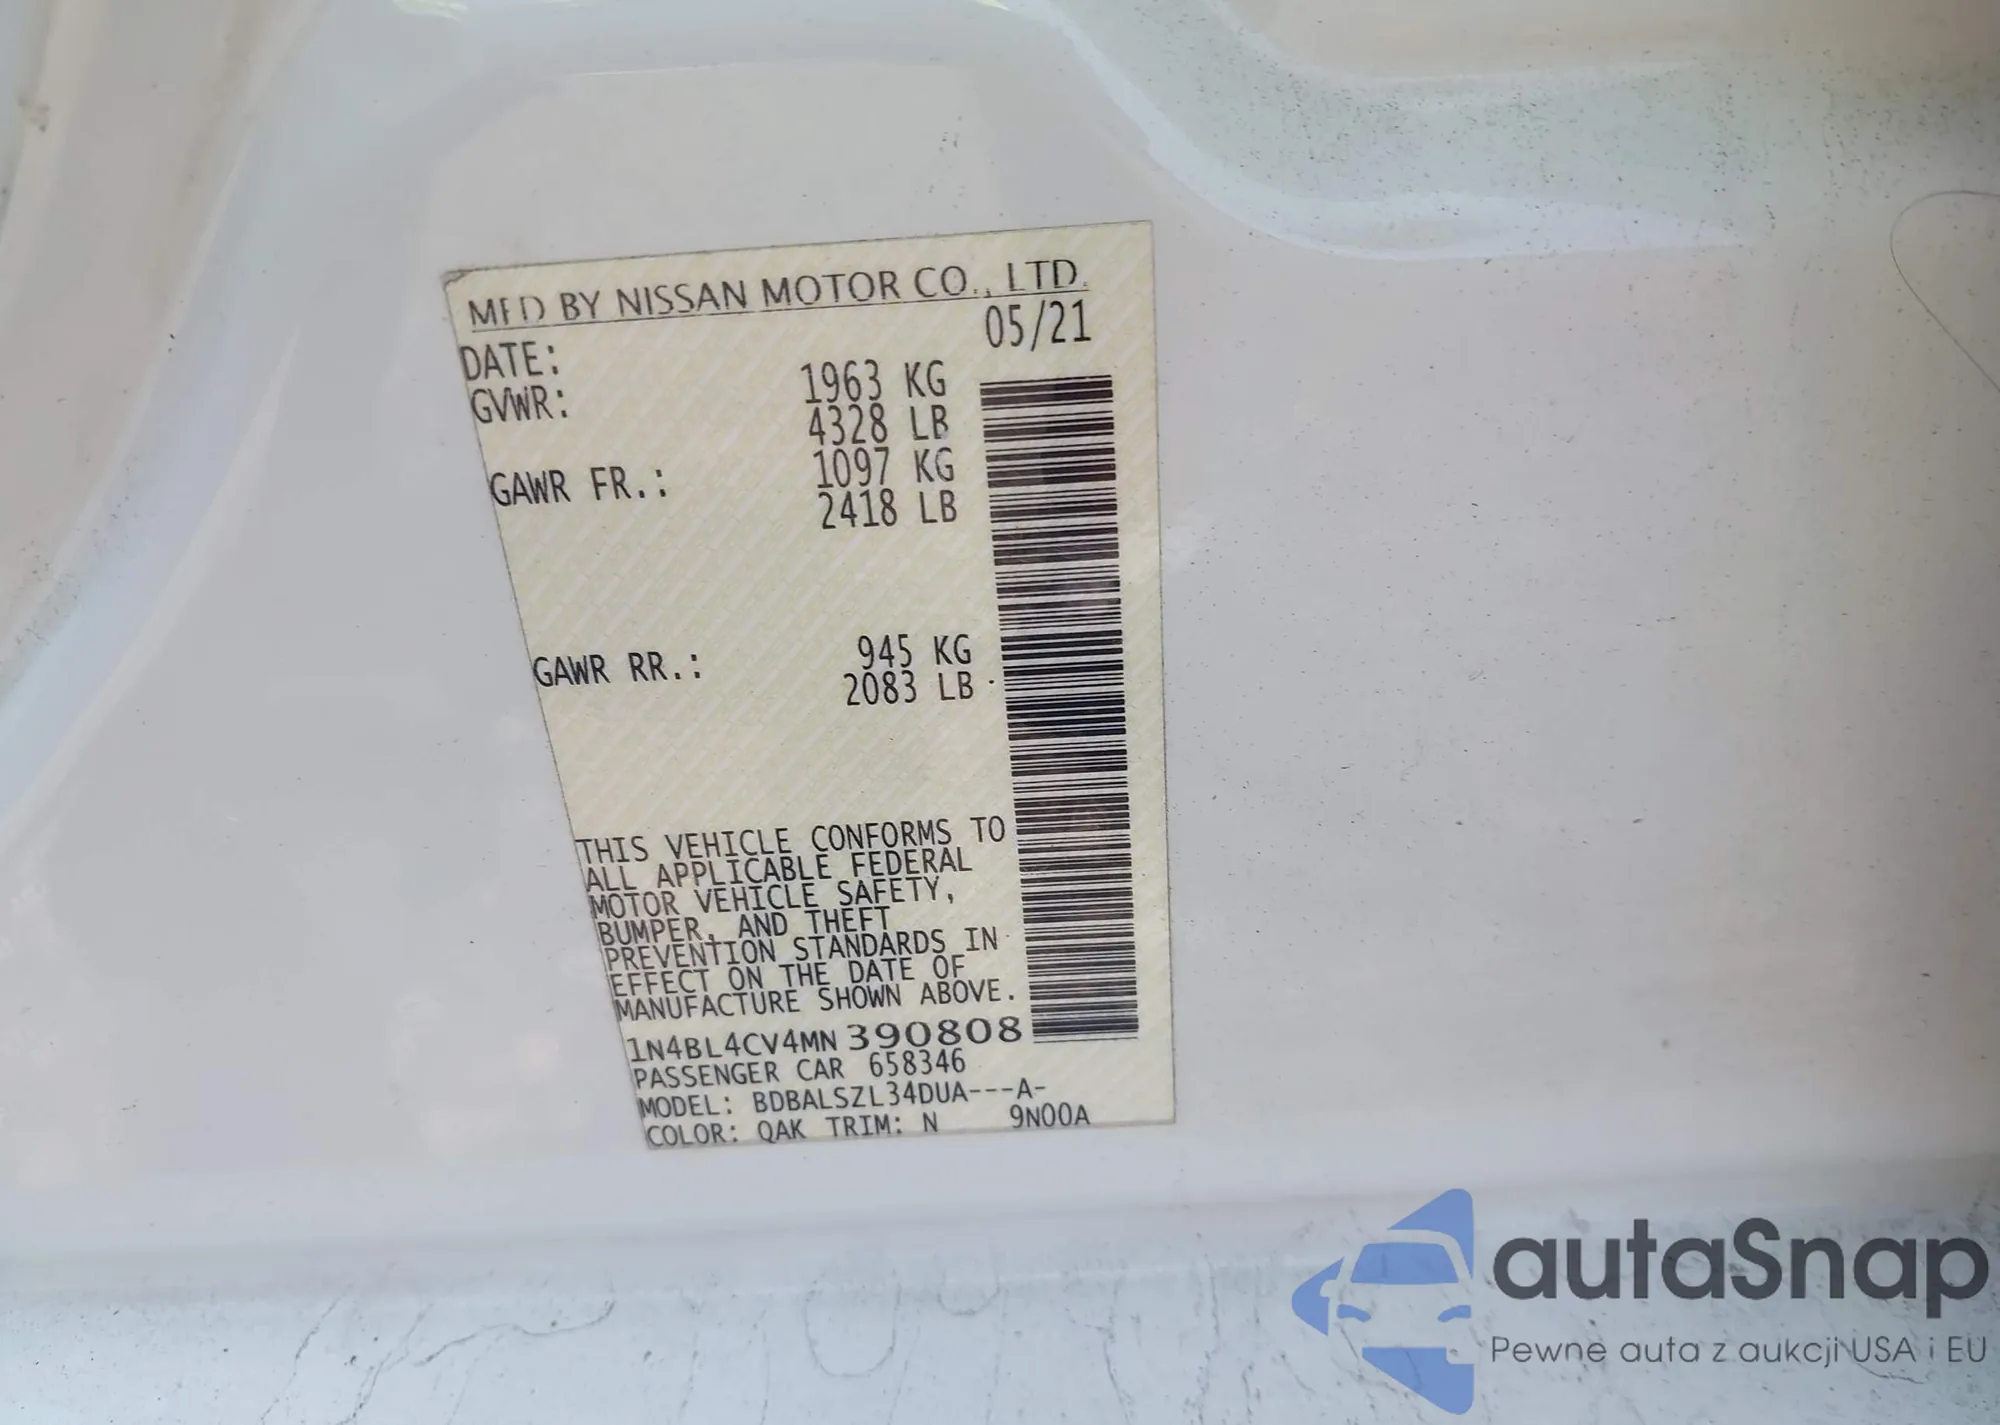 MFD BY NISSAN MOTOR CO., LTD.
DATE: 05/21
GVWR: 1963 KG
4328 LB
GAWR FR.: 1097 KG
2418 LB
GAWR RR.: 945 KG
2083 LB
THIS VEHICLE CONFORMS TO
ALL APPLICABLE FEDERAL
MOTOR VEHICLE SAFETY,
BUMPER, AND THEFT
PREVENTION STANDARDS IN
EFFECT ON THE DATE OF
MANUFACTURE SHOWN ABOVE.
1N4BL4CV4MN390808
PASSENGER CAR 658346
MODEL: BDBALSZL34DUA---A-
COLOR: QAK TRIM: N 9N00A
autaSnap
Pewne auta z aukcji USA i EU